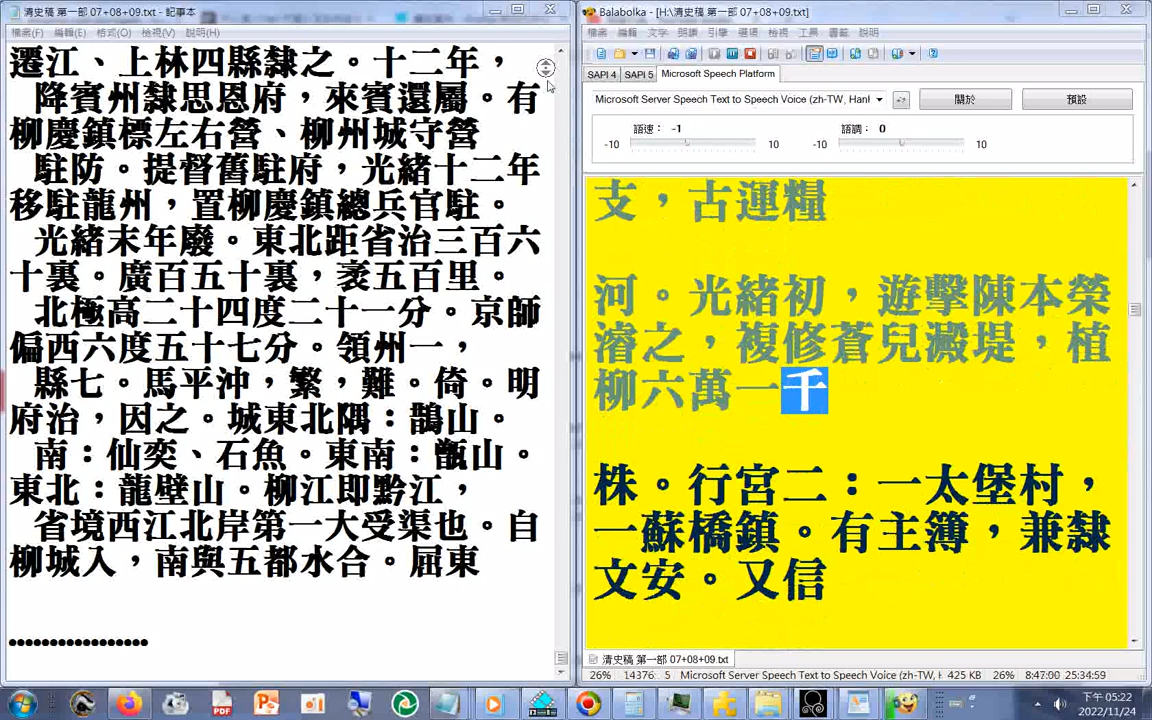 清史稿 第一部 07+08+09.txt - 記事本
檔案(F) 編輯(E) 格式(O) 檢視(V) 說明(H)
遷江、上林四縣隸之。十二年，
降賓州隸思恩府，來賓還屬。有
柳慶鎮標左右營、柳州城守營
駐防。提督舊駐府，光緒十二年
移駐龍州，置柳慶鎮總兵官駐。
光緒末年廢。東北距省治三百六
十裏。廣百五十裏，袤五百里。
北極高二十四度二十一分。京師
偏西六度五十七分。領州一，
縣七。馬平沖，繁，難。倚。明
府治，因之。城東北隅：鵲山。
南：仙奕、石魚。東南：甑山。
東北：龍壁山。柳江即黔江，
省境西江北岸第一大受渠也。自
柳城入，南與五都水合。屈東
•••••••••••••••••
Balabolka - [H:\清史稿 第一部 07+08+09.txt]
檔案 編輯 文字 朗讀 引擎 選項 檢視 工具 書籤 說明
SAPI 4 SAPI 5 Microsoft Speech Platform
Microsoft Server Speech Text to Speech Voice (zh-TW, Hanl
關於 預設
語速： -1 語調： 0
-10 10 -10 10
支，古運糧
河。光緒初，遊擊陳本榮
濬之，複修蒼兒澱堤，植
柳六萬一千
株。行宮二：一太堡村，
一蘇橋鎮。有主簿，兼隸
文安。又信
清史稿 第一部 07+08+09.txt
26% 14376: 5 Microsoft Server Speech Text to Speech Voice (zh-TW, H 425 KB 26% 8:47:00 25:34:59
下午 05:22
2022/11/24